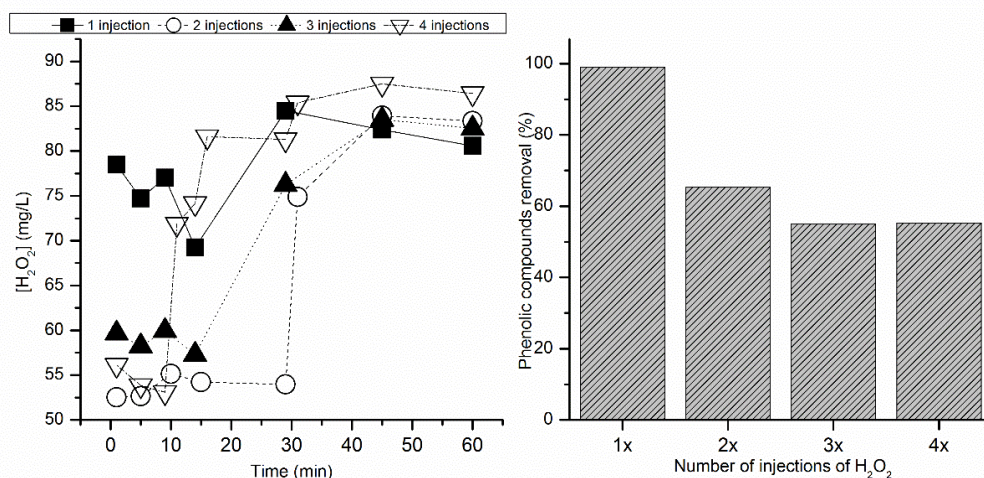 1 injection 2 injections 3 injections 4 injections
[H₂O₂] (mg/L)
90
85
80
75
70
65
60
55
50
0 10 20 30 40 50 60
Time (min)
Phenolic compounds removal (%)
100
80
60
40
20
0
1x 2x 3x 4x
Number of injections of H₂O₂